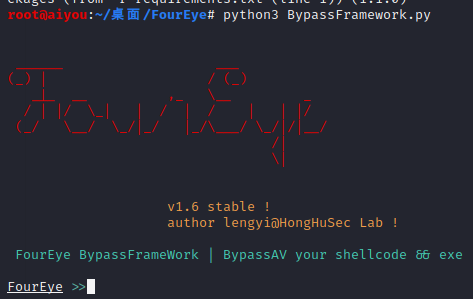 ckages (from -r requirements.txt (line 1)) (1.1.0)
root@aiyou:~/桌面/FourEye# python3 BypassFramework.py
FourEye
v1.6 stable !
author lengyi@HongHuSec Lab !
FourEye BypassFrameWork | BypassAV your shellcode && exe
FourEye >>